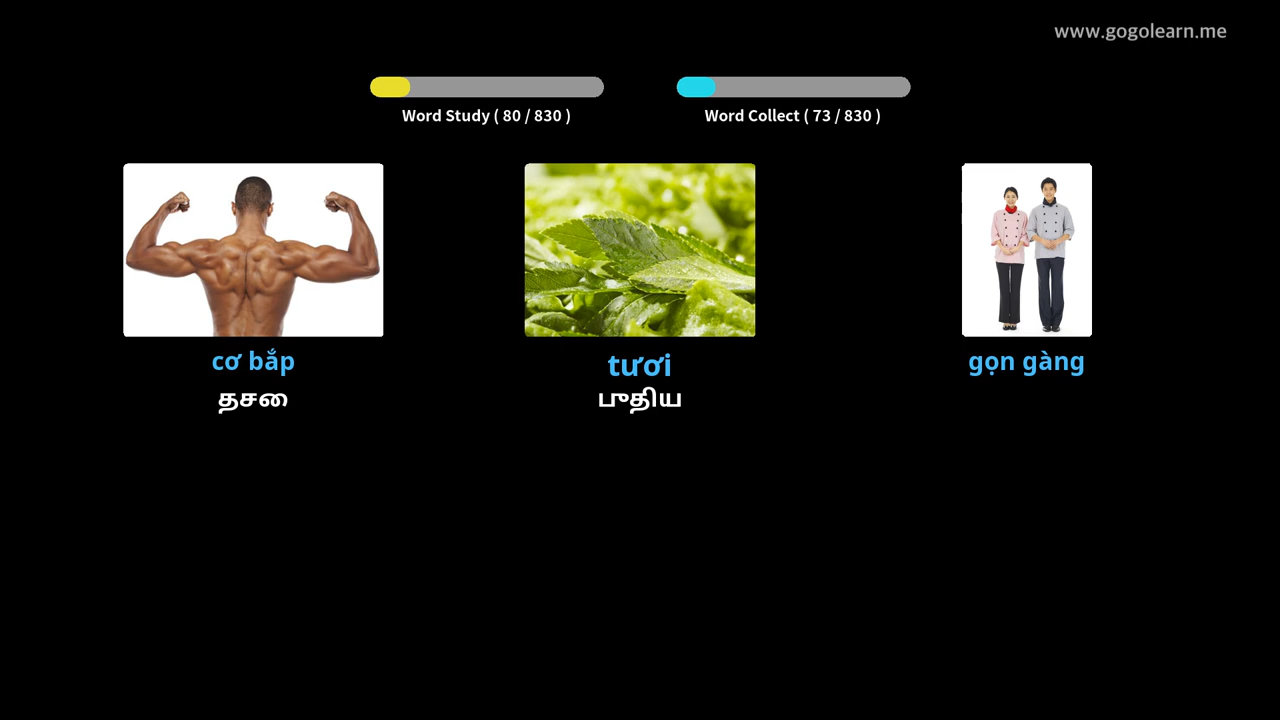 www.gogolearn.me
Word Study ( 80 / 830 )
Word Collect ( 73 / 830 )
cơ bắp
தசை
tươi
புதிய
gọn gàng